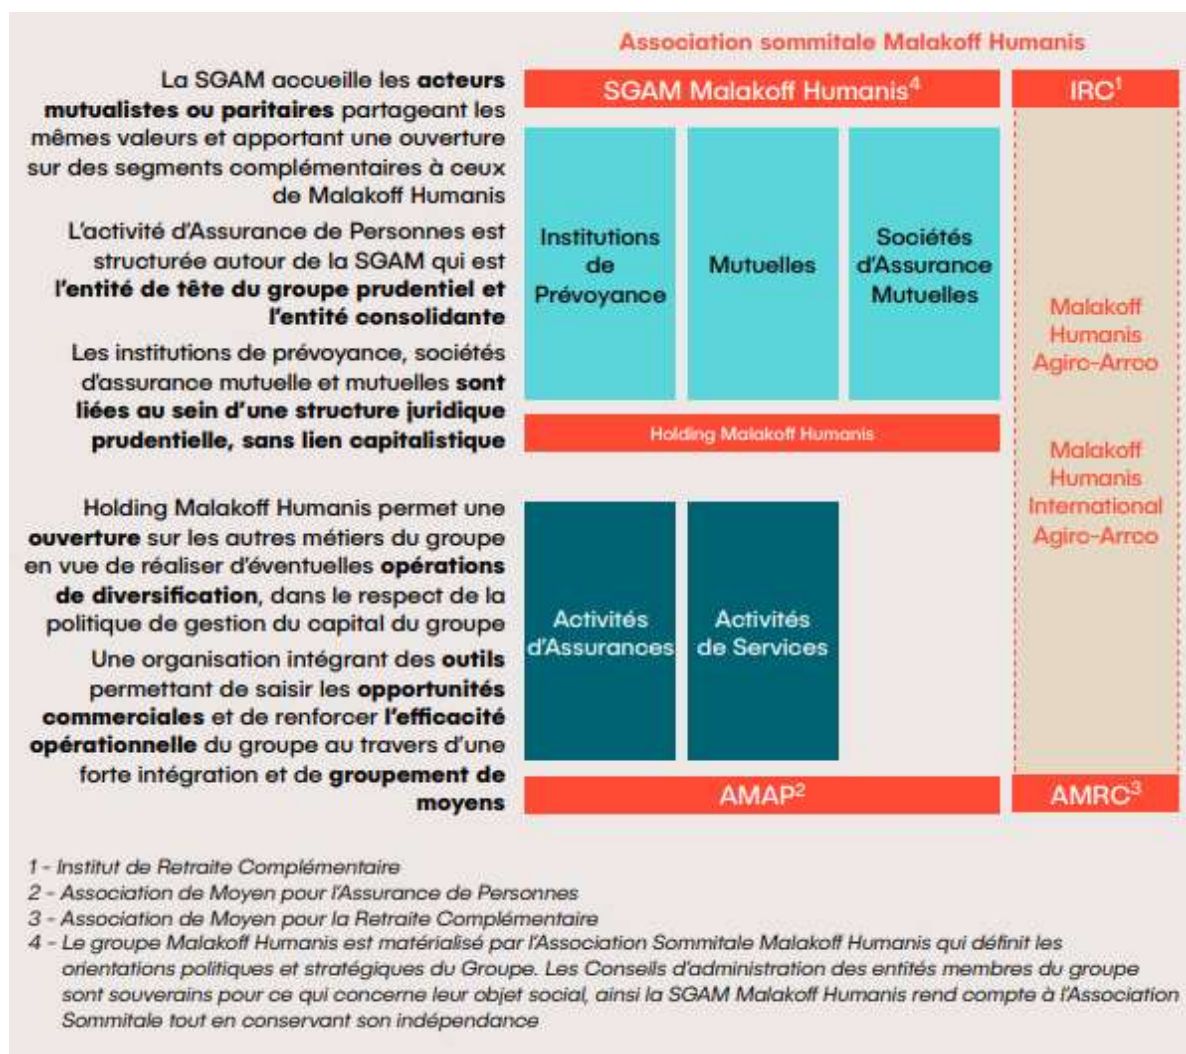 Association sommitale Malakoff Humanis
La SGAM accueille les acteurs
mutualistes ou paritaires partageant les
mêmes valeurs et apportant une ouverture
sur des segments complémentaires à ceux
de Malakoff Humanis
L'activité d'Assurance de Personnes est
structurée autour de la SGAM qui est
l'entité de tête du groupe prudentiel et
l'entité consolidante
Les institutions de prévoyance, sociétés
d'assurance mutuelle et mutuelles sont
liées au sein d'une structure juridique
prudentielle, sans lien capitalistique
Holding Malakoff Humanis permet une
ouverture sur les autres métiers du groupe
en vue de réaliser d'éventuelles opérations
de diversification, dans le respect de la
politique de gestion du capital du groupe
Une organisation intégrant des outils
permettant de saisir les opportunités
commerciales et de renforcer l'efficacité
opérationnelle du groupe au travers d'une
forte intégration et de groupement de
moyens
SGAM Malakoff Humanis⁴
IRC¹
Institutions
de
Prévoyance
Mutuelles
Sociétés
d'Assurance
Mutuelles
Holding Malakoff Humanis
Activités
d'Assurances
Activités
de Services
Malakoff
Humanis
Agirc-Arrco
Malakoff
Humanis
International
Agirc-Arrco
AMAP²
AMRC³
1 - Institut de Retraite Complémentaire
2 - Association de Moyen pour l'Assurance de Personnes
3 - Association de Moyen pour la Retraite Complémentaire
4 - Le groupe Malakoff Humanis est matérialisé par l'Association Sommitale Malakoff Humanis qui définit les
orientations politiques et stratégiques du Groupe. Les Conseils d'administration des entités membres du groupe
sont souverains pour ce qui concerne leur objet social, ainsi la SGAM Malakoff Humanis rend compte à l'Association
Sommitale tout en conservant son indépendance